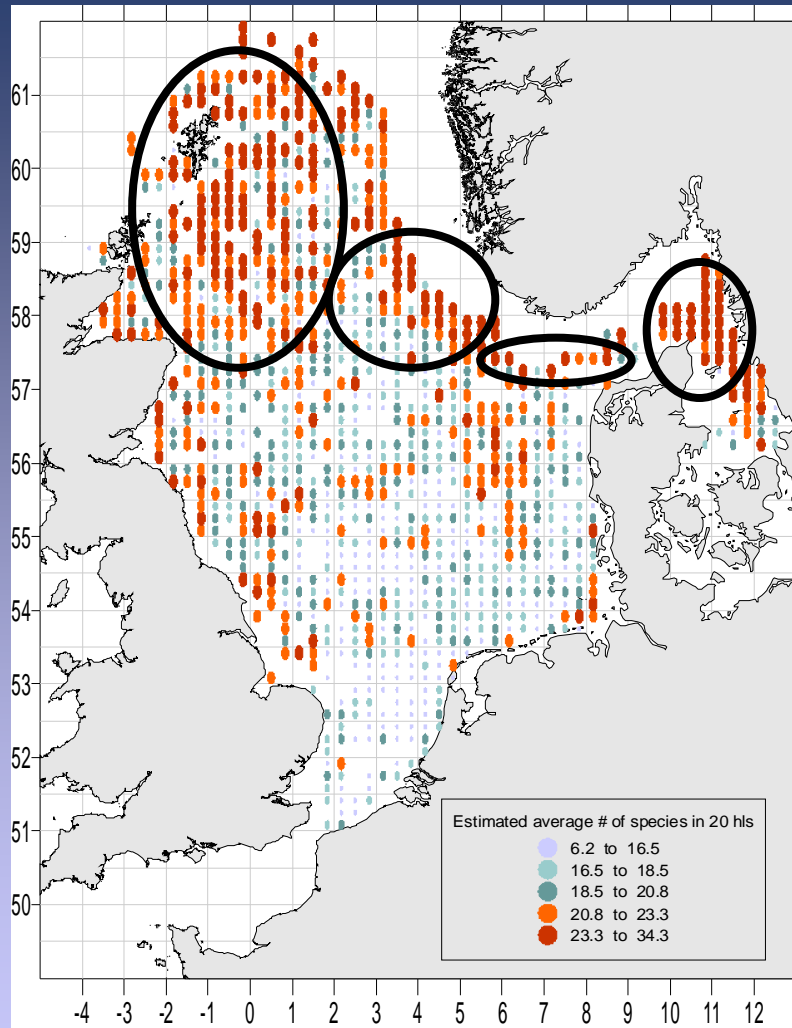 61
60
59
58
57
56
55
54
53
52
51
50
Estimated average # of species in 20 hls
6.2 to 16.5
16.5 to 18.5
18.5 to 20.8
20.8 to 23.3
23.3 to 34.3
-4 -3 -2 -1 0 1 2 3 4 5 6 7 8 9 10 11 12